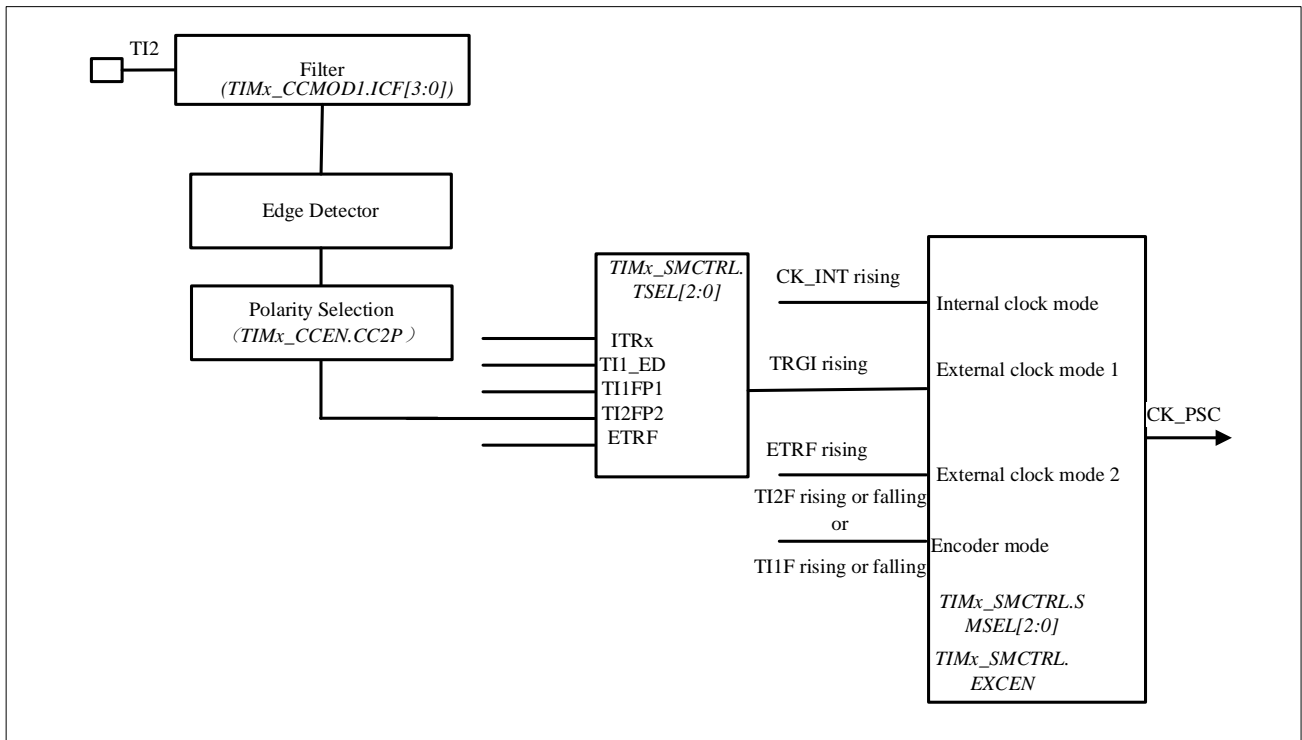 TI2
Filter
(TIMx_CCMOD1.ICF[3:0])
Edge Detector
Polarity Selection
（TIMx_CCEN.CC2P）
TIMx_SMCTRL.
TSEL[2:0]
ITRx
TI1_ED
TI1FP1
TI2FP2
ETRF
CK_INT rising
TRGI rising
ETRF rising
TI2F rising or falling
or
TI1F rising or falling
Internal clock mode
External clock mode 1
External clock mode 2
Encoder mode
TIMx_SMCTRL.S
MSEL[2:0]
TIMx_SMCTRL.
EXCEN
CK_PSC